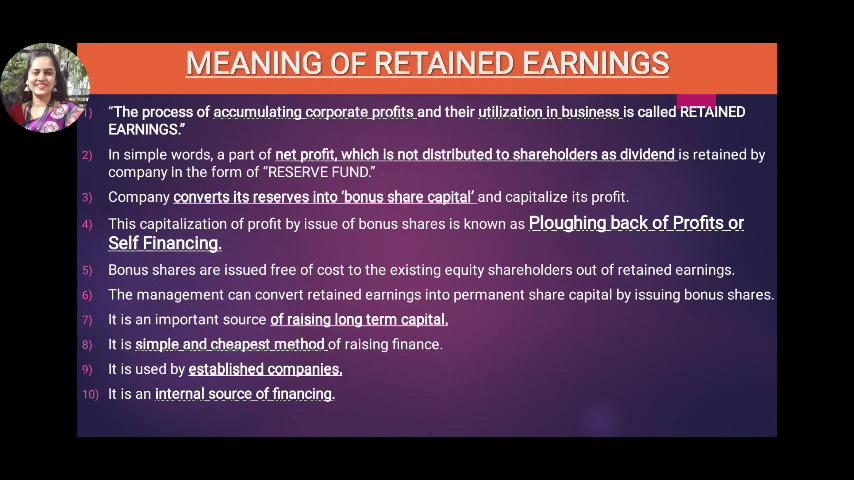 MEANING OF RETAINED EARNINGS
1) “The process of accumulating corporate profits and their utilization in business is called RETAINED
EARNINGS.”
2) In simple words, a part of net profit, which is not distributed to shareholders as dividend is retained by
company in the form of “RESERVE FUND.”
3) Company converts its reserves into ‘bonus share capital’ and capitalize its profit.
4) This capitalization of profit by issue of bonus shares is known as Ploughing back of Profits or
Self Financing.
5) Bonus shares are issued free of cost to the existing equity shareholders out of retained earnings.
6) The management can convert retained earnings into permanent share capital by issuing bonus shares.
7) It is an important source of raising long term capital.
8) It is simple and cheapest method of raising finance.
9) It is used by established companies.
10) It is an internal source of financing.